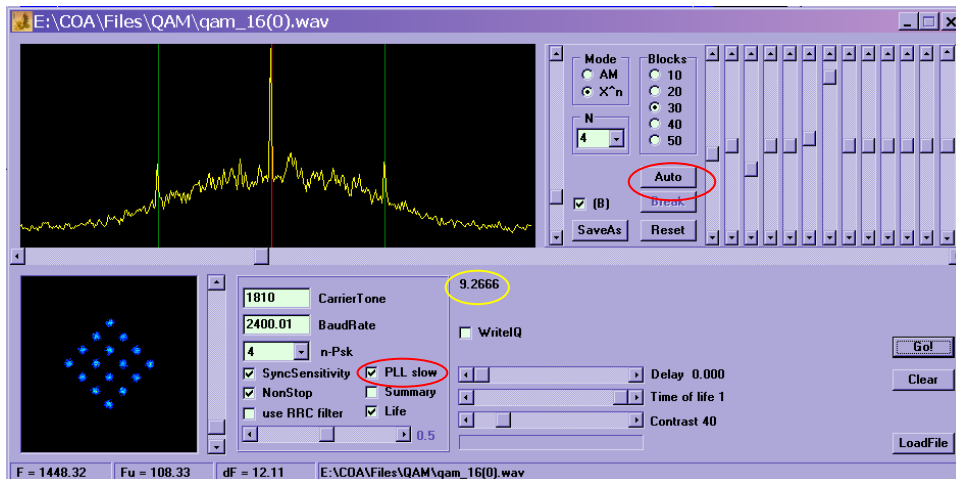 E:\COA\Files\QAM\qam_16(0).wav
Mode
AM
X^n
N
4
Blocks
10
20
30
40
50
Auto
(B)
Break
SaveAs
Reset
1810 CarrierTone
2400.01 BaudRate
4 n-Psk
SyncSensitivity PLL slow
NonStop Summary
use RRC filter Life
0.5
9.2666
WriteIQ
Delay 0.000
Time of life 1
Contrast 40
Go!
Clear
LoadFile
F = 1448.32 Fu = 108.33 dF = 12.11 E:\COA\Files\QAM\qam_16(0).wav